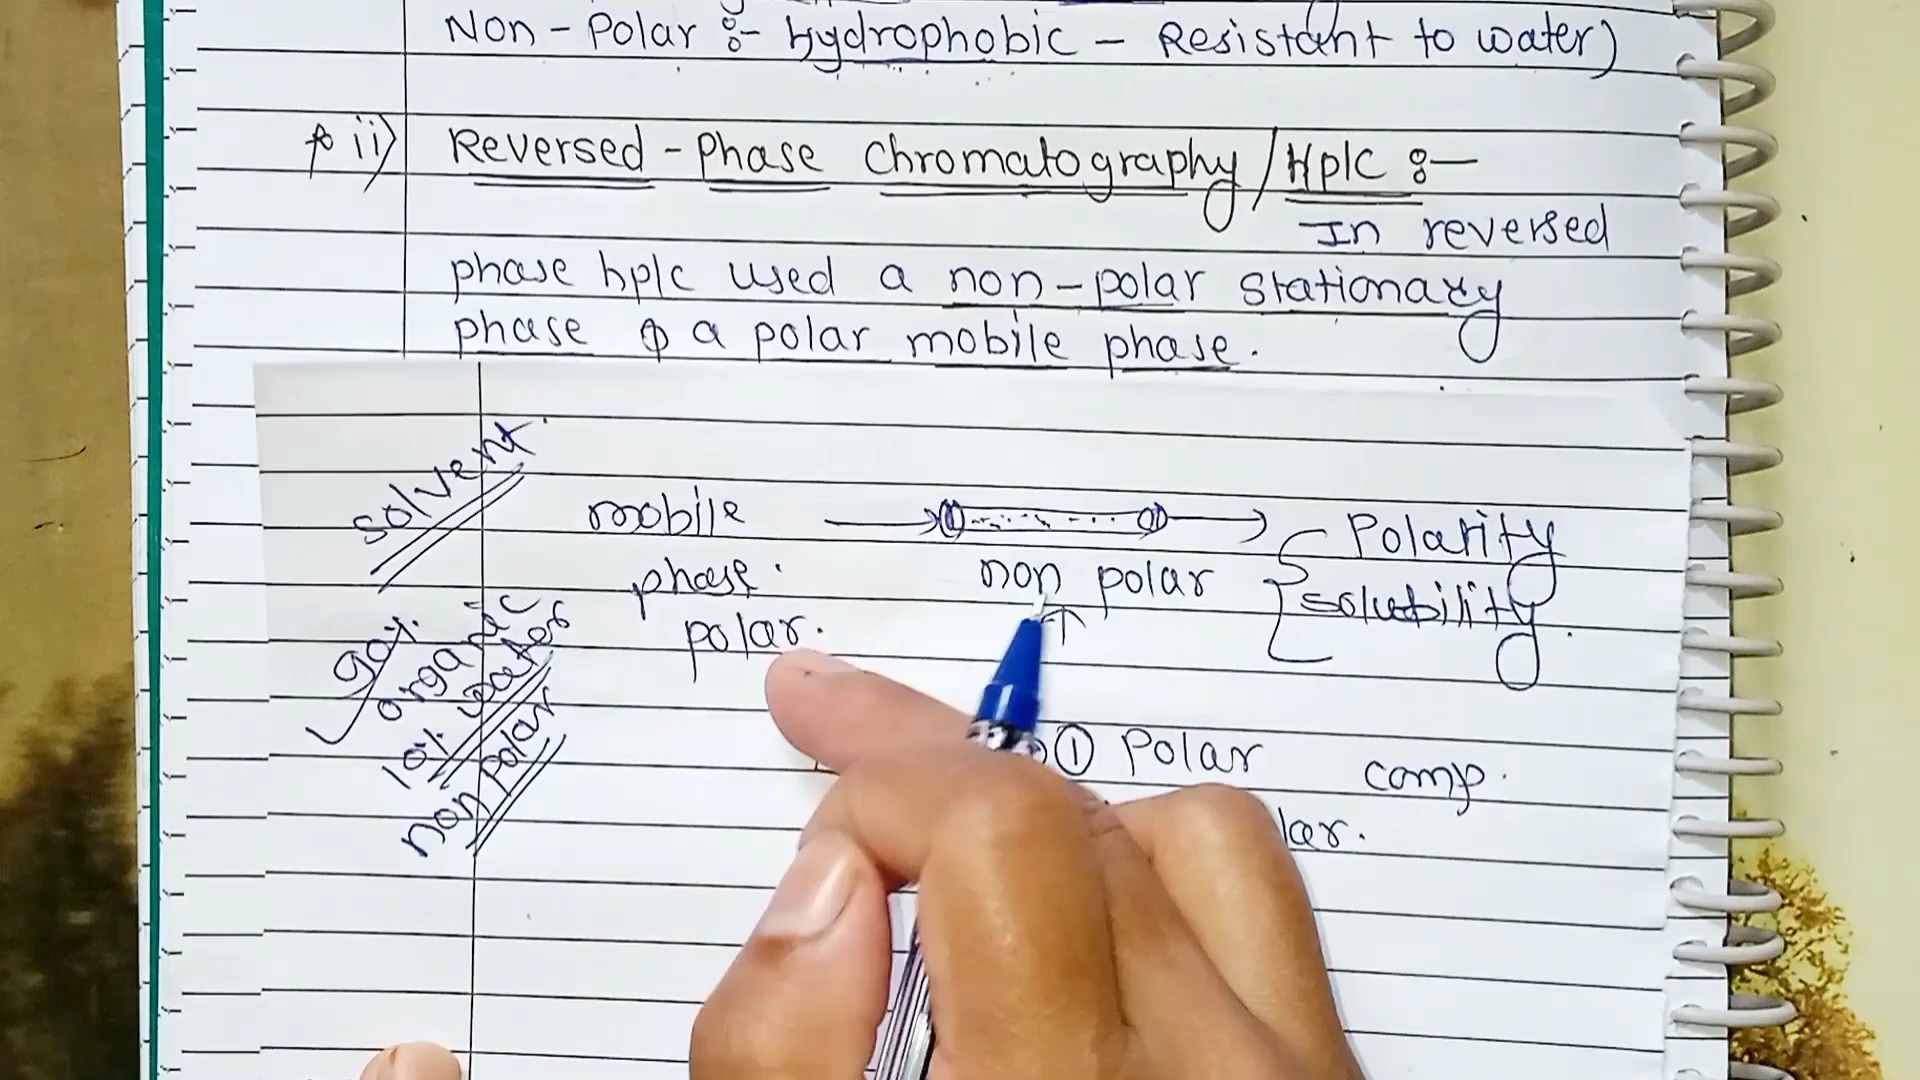 Non-Polar :- hydrophobic - Resistant to water)
ii) Reversed-Phase Chromatography/Hplc :-
In reversed
phase hplc used a non-polar stationary
phase & a polar mobile phase.
solvent.
mobile
phase.
polar.
non polar
Polarity
solubility.
90%
organic
10% water
non polar
① Polar comp.
lar.